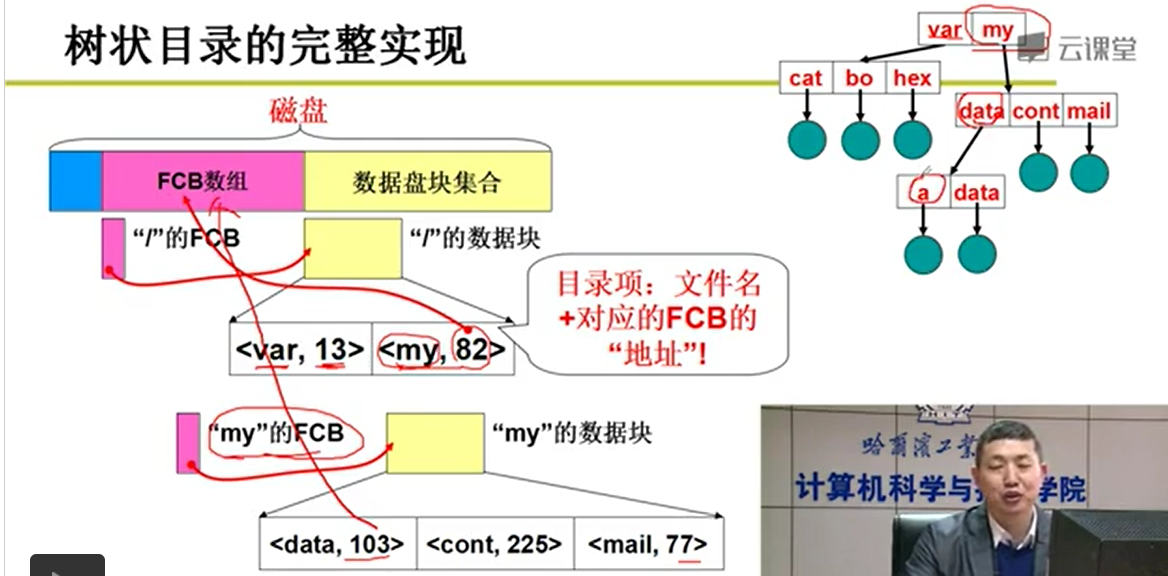 树状目录的完整实现
var my
云课堂
cat bo hex
data cont mail
a data
磁盘
FCB数组
数据盘块集合
“/”的FCB
“/”的数据块
目录项：文件名
+对应的FCB的
“地址”!
<var, 13> <my, 82>
“my”的FCB
“my”的数据块
<data, 103> <cont, 225> <mail, 77>
哈尔滨工业
计算机科学与
学院